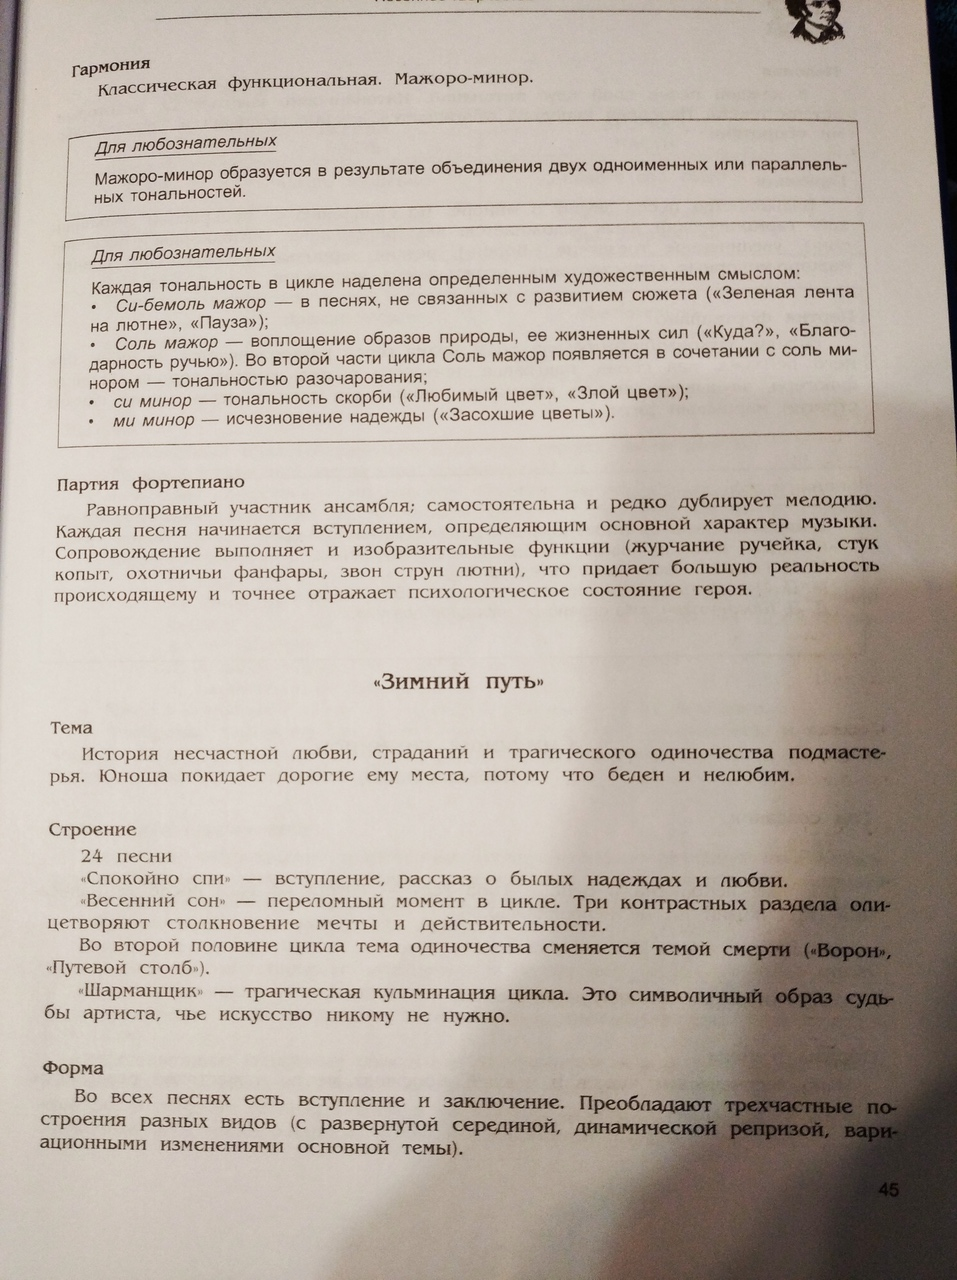 Гармония
Классическая функциональная. Мажоро-минор.
Для любознательных
Мажоро-минор образуется в результате объединения двух одноименных или параллель-
ных тональностей.
Для любознательных
Каждая тональность в цикле наделена определенным художественным смыслом:
• Си-бемоль мажор — в песнях, не связанных с развитием сюжета («Зеленая лента
на лютне», «Пауза»);
• Соль мажор — воплощение образов природы, ее жизненных сил («Куда?», «Благо-
дарность ручью»). Во второй части цикла Соль мажор появляется в сочетании с соль ми-
нором — тональностью разочарования;
• си минор — тональность скорби («Любимый цвет», «Злой цвет»);
• ми минор — исчезновение надежды («Засохшие цветы»).
Партия фортепиано
Равноправный участник ансамбля; самостоятельна и редко дублирует мелодию.
Каждая песня начинается вступлением, определяющим основной характер музыки.
Сопровождение выполняет и изобразительные функции (журчание ручейка, стук
копыт, охотничьи фанфары, звон струн лютни), что придает большую реальность
происходящему и точнее отражает психологическое состояние героя.
«Зимний путь»
Тема
История несчастной любви, страданий и трагического одиночества подмасте-
рья. Юноша покидает дорогие ему места, потому что беден и нелюбим.
Строение
24 песни
«Спокойно спи» — вступление, рассказ о былых надеждах и любви.
«Весенний сон» — переломный момент в цикле. Три контрастных раздела оли-
цетворяют столкновение мечты и действительности.
Во второй половине цикла тема одиночества сменяется темой смерти («Ворон»,
«Путевой столб»).
«Шарманщик» — трагическая кульминация цикла. Это символичный образ судь-
бы артиста, чье искусство никому не нужно.
Форма
Во всех песнях есть вступление и заключение. Преобладают трехчастные по-
строения разных видов (с развернутой серединой, динамической репризой, вари-
ационными изменениями основной темы).
45